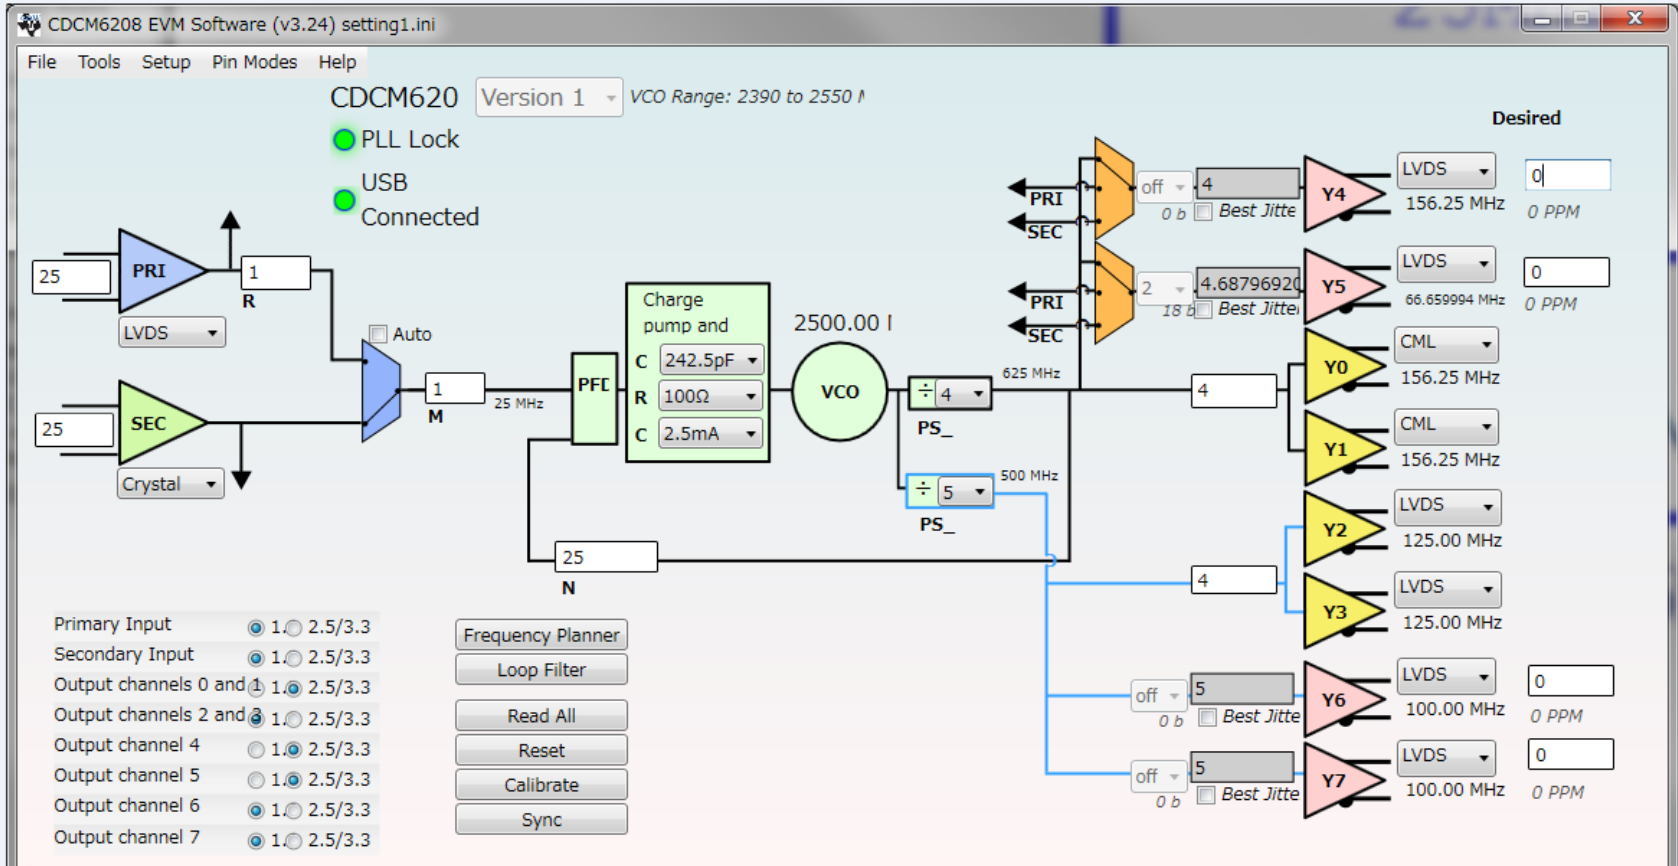 CDCM6208 EVM Software (v3.24) setting1.ini
File Tools Setup Pin Modes Help
CDCM620 Version 1 VCO Range: 2390 to 2550 M
PLL Lock
USB
Connected
Desired
PRI
SEC
off
4
0 b
Best Jitte
Y4
LVDS
156.25 MHz
0
0 PPM
PRI
SEC
2
4.68796920
18 b
Best Jitte
Y5
LVDS
66.659994 MHz
0
0 PPM
25
PRI
1
R
LVDS
Auto
25
SEC
Crystal
1
M
25 MHz
PFD
Charge
pump and
C 242.5pF
R 100Ω
C 2.5mA
2500.00
VCO
÷ 4
PS_
625 MHz
÷ 5
PS_
500 MHz
25
N
4
Y0
CML
156.25 MHz
Y1
CML
156.25 MHz
4
Y2
LVDS
125.00 MHz
Y3
LVDS
125.00 MHz
off
5
0 b
Best Jitte
Y6
LVDS
100.00 MHz
0
0 PPM
off
5
0 b
Best Jitte
Y7
LVDS
100.00 MHz
0
0 PPM
Primary Input 1. 2.5/3.3
Secondary Input 1. 2.5/3.3
Output channels 0 and 1 1. 2.5/3.3
Output channels 2 and 3 1. 2.5/3.3
Output channel 4 1. 2.5/3.3
Output channel 5 1. 2.5/3.3
Output channel 6 1. 2.5/3.3
Output channel 7 1. 2.5/3.3
Frequency Planner
Loop Filter
Read All
Reset
Calibrate
Sync